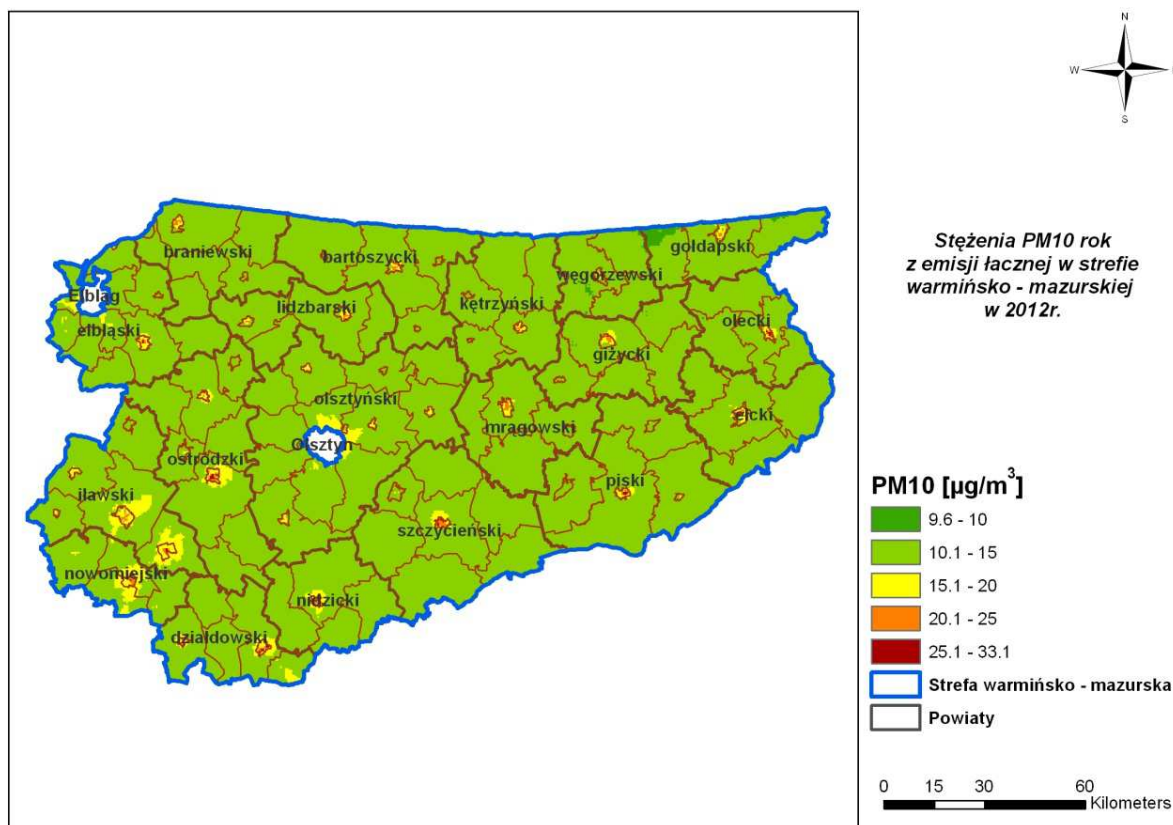 N
W
S
Stężenia PM10 rok
z emisji łacznej w strefie
warmińsko - mazurskiej
w 2012r.
braniewski
bartoszycki
gołdapski
węgorzewski
Elbląg
lidzbarski
kętrzyński
elbląski
olecki
giżycki
olsztyński
ełcki
mrągowski
Olsztyn
ostródzki
piski
iławski
szczycieński
nowomiejski
nidzicki
działdowski
PM10 [µg/m³]
9.6 - 10
10.1 - 15
15.1 - 20
20.1 - 25
25.1 - 33.1
Strefa warmińsko - mazurska
Powiaty
0 15 30 60
Kilometers